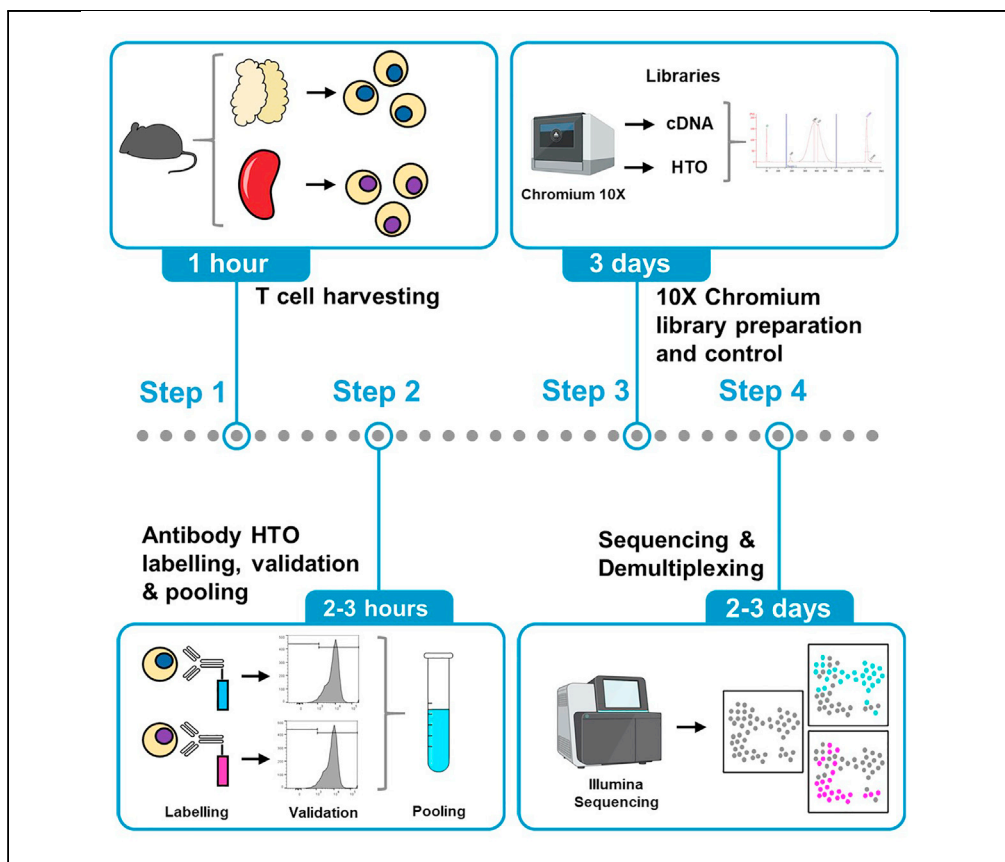 Libraries
cDNA
HTO
Chromium 10X
1 hour
3 days
T cell harvesting
10X Chromium
library preparation
and control
Step 1
Step 2
Step 3
Step 4
Antibody HTO
labelling, validation
& pooling
Sequencing &
Demultiplexing
2-3 hours
2-3 days
Labelling
Validation
Pooling
Illumina
Sequencing